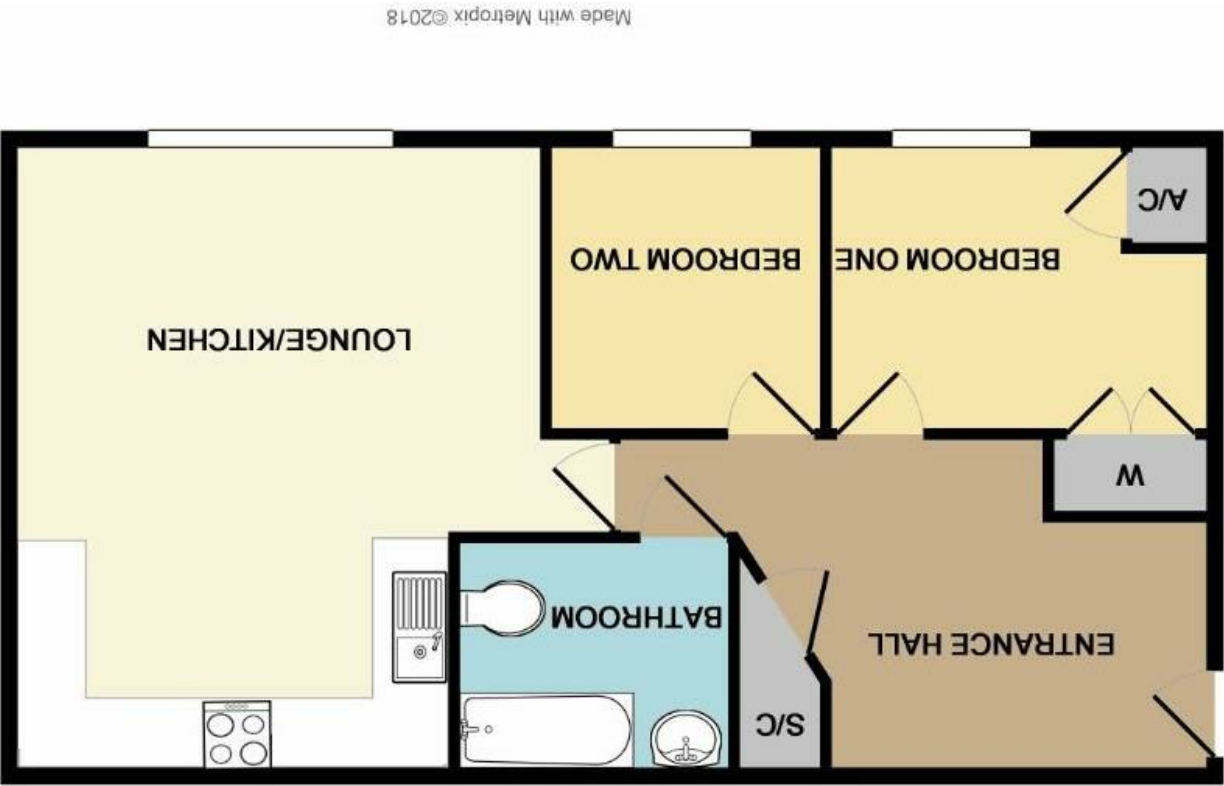 S/C
ENTRANCE HALL
BATHROOM
W
LOUNGE/KITCHEN
BEDROOM ONE
BEDROOM TWO
A/C
Made with Metropix ©2018